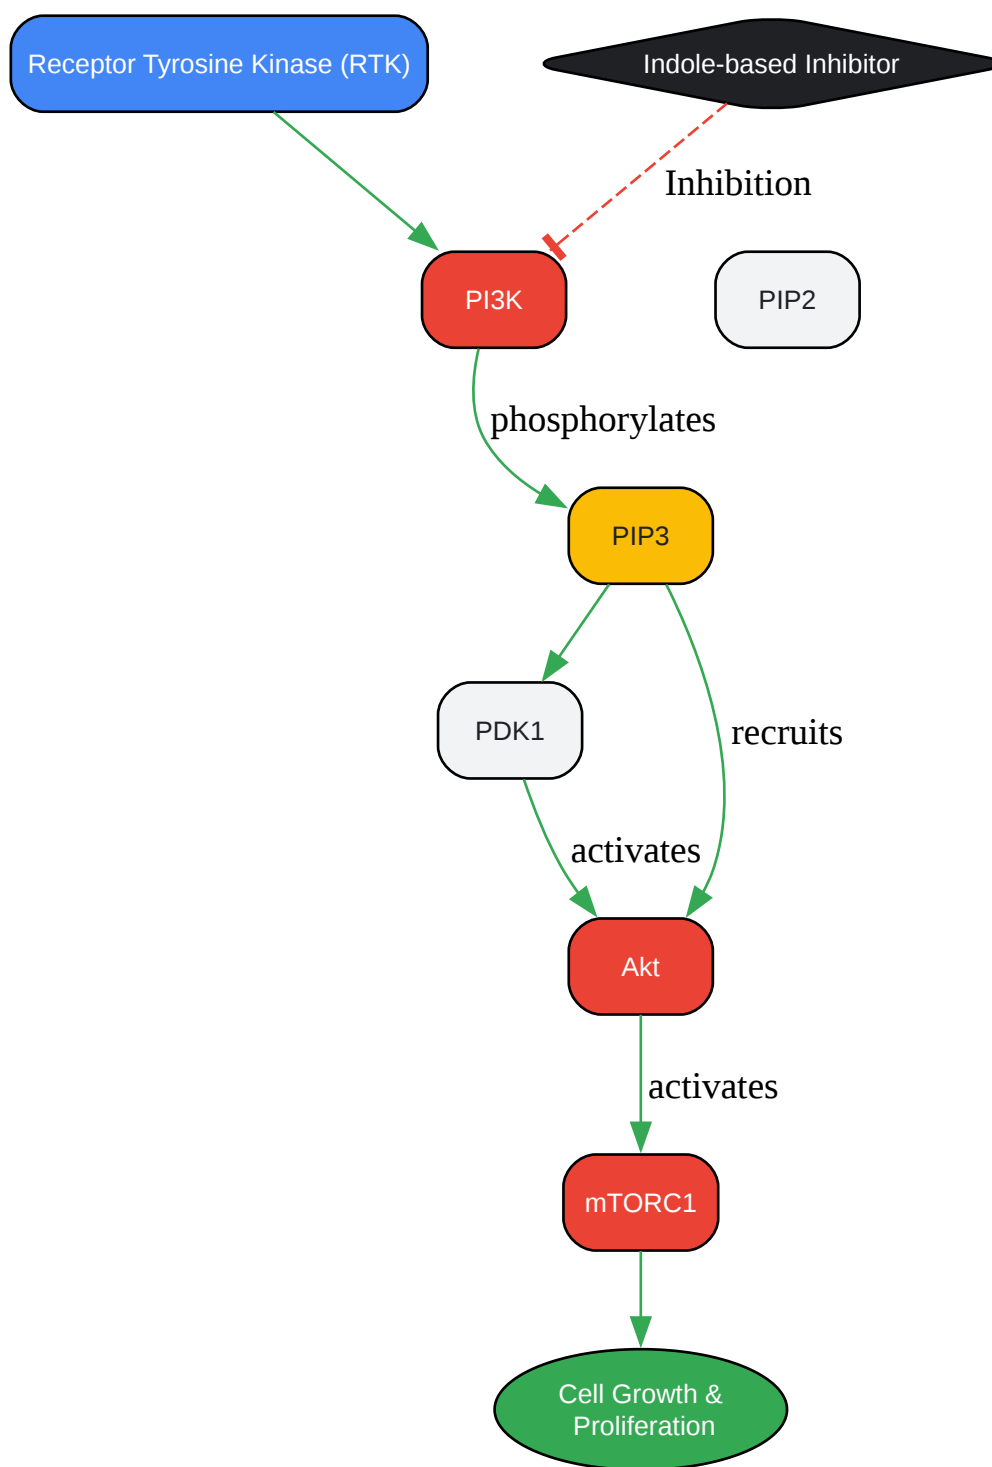 Receptor Tyrosine Kinase (RTK)
Indole-based Inhibitor
Inhibition
PI3K
PIP2
phosphorylates
PIP3
PDK1
recruits
activates
Akt
activates
mTORC1
Cell Growth &
Proliferation